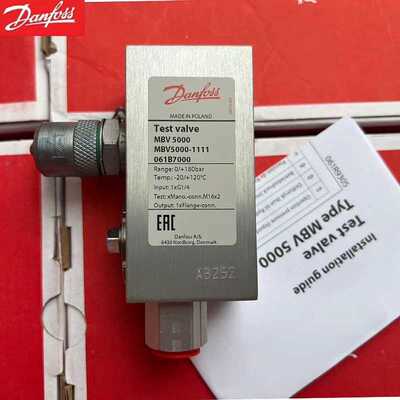 Danfoss
Danfoss
MADE IN POLAND
Test valve
MBV 5000
MBV5000-1111
061B7000
Range: 0/+180bar
Temp.: -20/+120°C
Input: 1xG1/4
Test: xMano.-conn.M16x2
Output: 1xFlange-conn.
EAC
Danfoss A/S
6430 Nordborg, Denmark
A3252
Installation guide
Test valve
Type MBV 5000